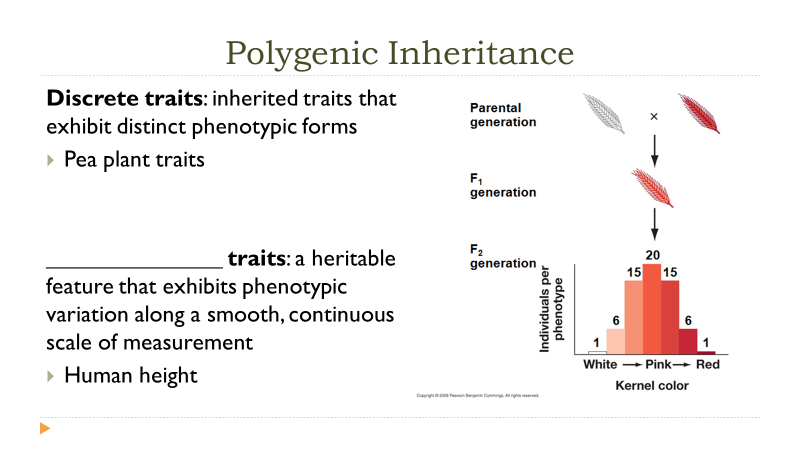 Polygenic Inheritance
Discrete traits: inherited traits that
exhibit distinct phenotypic forms
Pea plant traits
________________ traits: a heritable
feature that exhibits phenotypic
variation along a smooth, continuous
scale of measurement
Human height
Parental
generation
×
F1
generation
F2
generation
Individuals per
phenotype
1
6
15
20
15
6
1
White → Pink → Red
Kernel color
Copyright © 2008 Pearson Benjamin Cummings. All rights reserved.